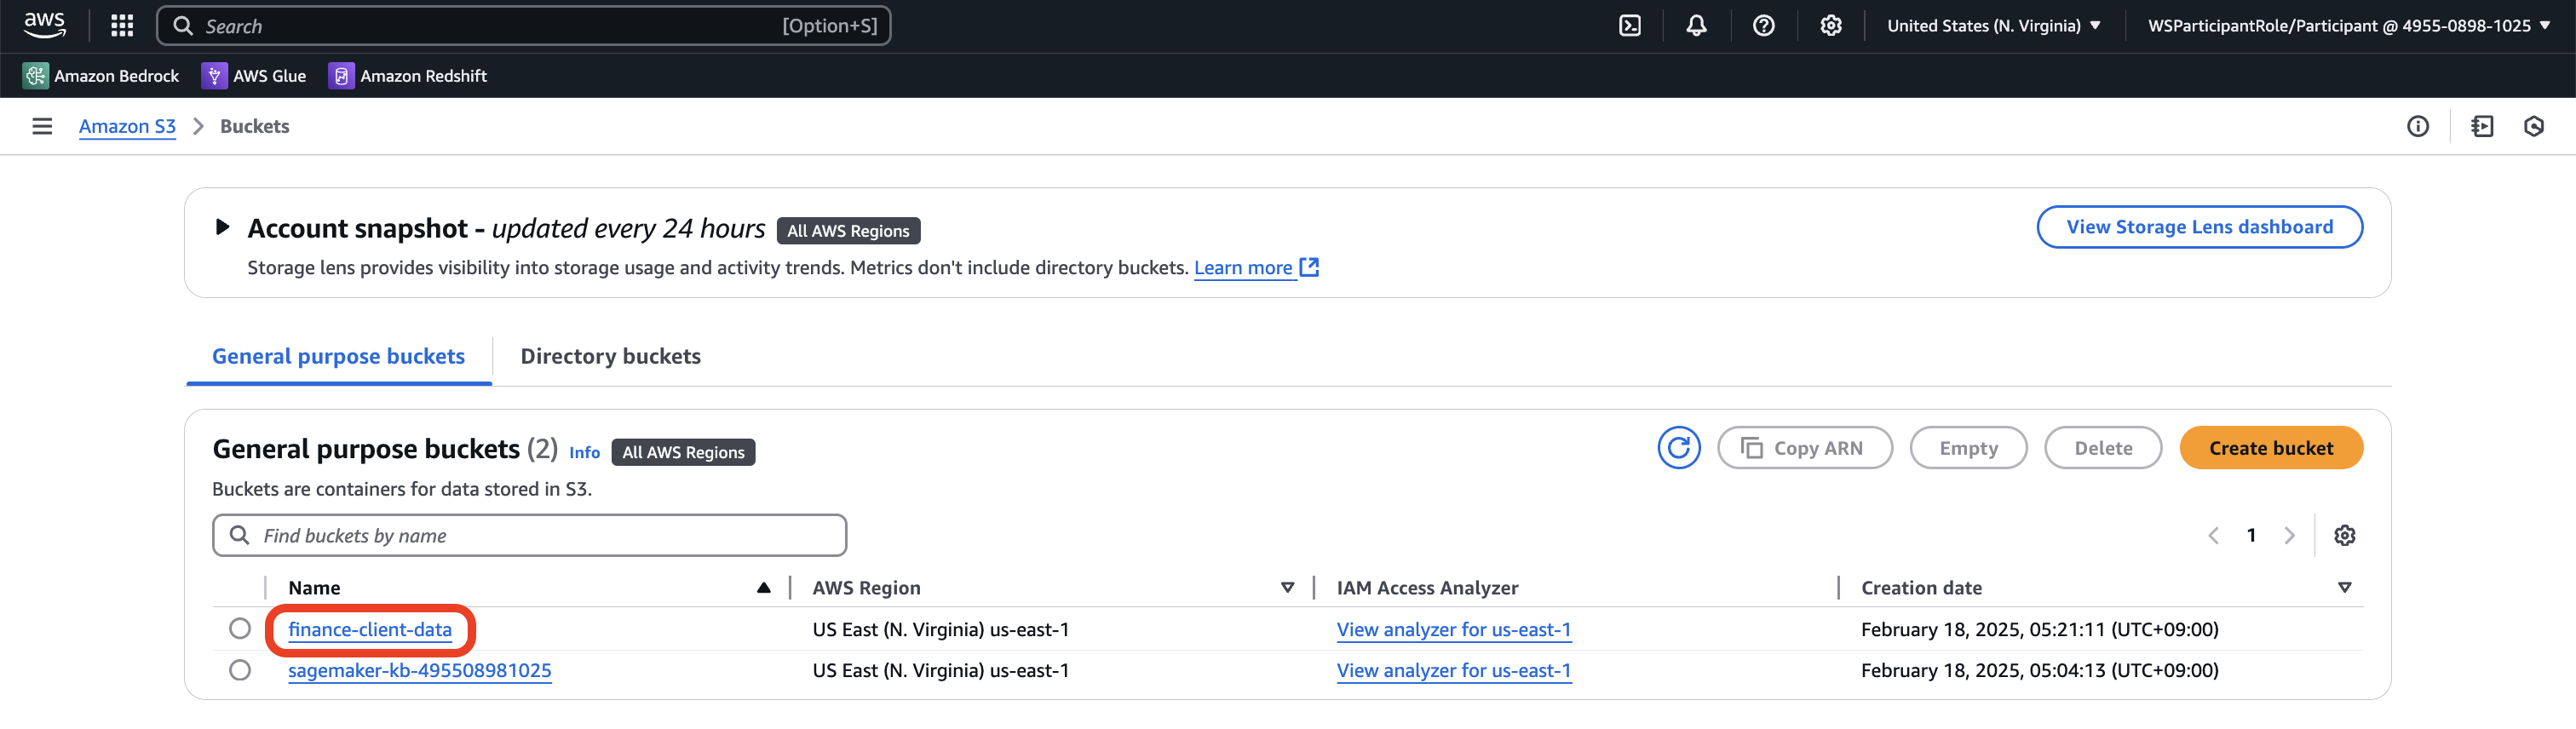 aws Search [Option+S] United States (N. Virginia) WSParticipantRole/Participant @ 4955-0898-1025
Amazon Bedrock AWS Glue Amazon Redshift
Amazon S3 Buckets
Account snapshot - updated every 24 hours All AWS Regions View Storage Lens dashboard
Storage lens provides visibility into storage usage and activity trends. Metrics don't include directory buckets. Learn more
General purpose buckets Directory buckets
General purpose buckets (2) Info All AWS Regions Copy ARN Empty Delete Create bucket
Buckets are containers for data stored in S3.
Find buckets by name 1
Name AWS Region IAM Access Analyzer Creation date
finance-client-data US East (N. Virginia) us-east-1 View analyzer for us-east-1 February 18, 2025, 05:21:11 (UTC+09:00)
sagemaker-kb-495508981025 US East (N. Virginia) us-east-1 View analyzer for us-east-1 February 18, 2025, 05:04:13 (UTC+09:00)